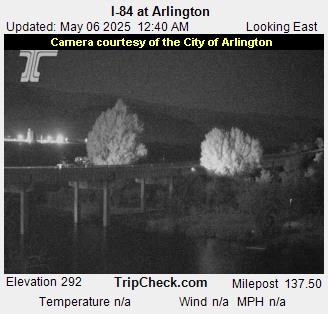 I-84 at Arlington
Updated: May 06 2025 12:40 AM Looking East
Camera courtesy of the City of Arlington
Elevation 292 TripCheck.com Milepost 137.50
Temperature n/a Wind n/a MPH n/a